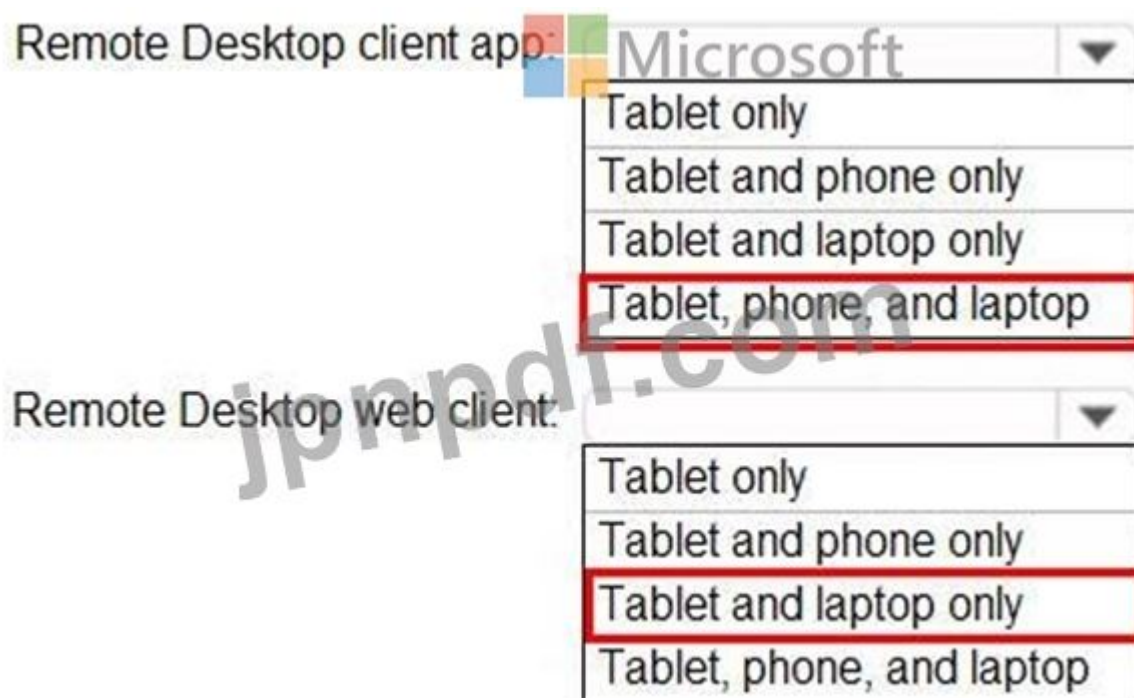 Remote Desktop client app:
Microsoft
Tablet only
Tablet and phone only
Tablet and laptop only
Tablet, phone, and laptop
jpnpdf.com
Remote Desktop web client:
Tablet only
Tablet and phone only
Tablet and laptop only
Tablet, phone, and laptop